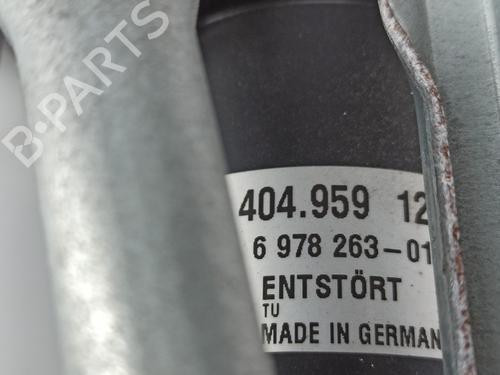 B-PARTS
404.959 12
6 978 263-01
ENTSTÖRT
TU
MADE IN GERMAN